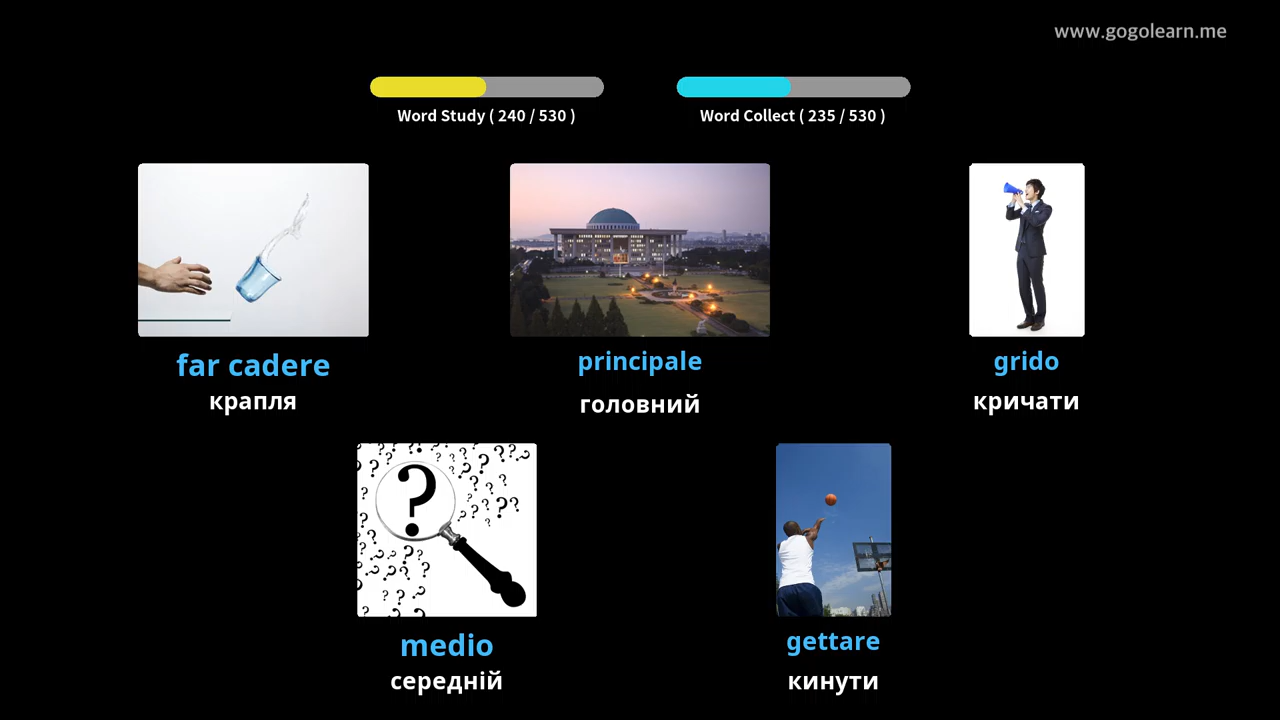 www.gogolearn.me
Word Study ( 240 / 530 )
Word Collect ( 235 / 530 )
far cadere
крапля
principale
головний
grido
кричати
medio
середній
gettare
кинути